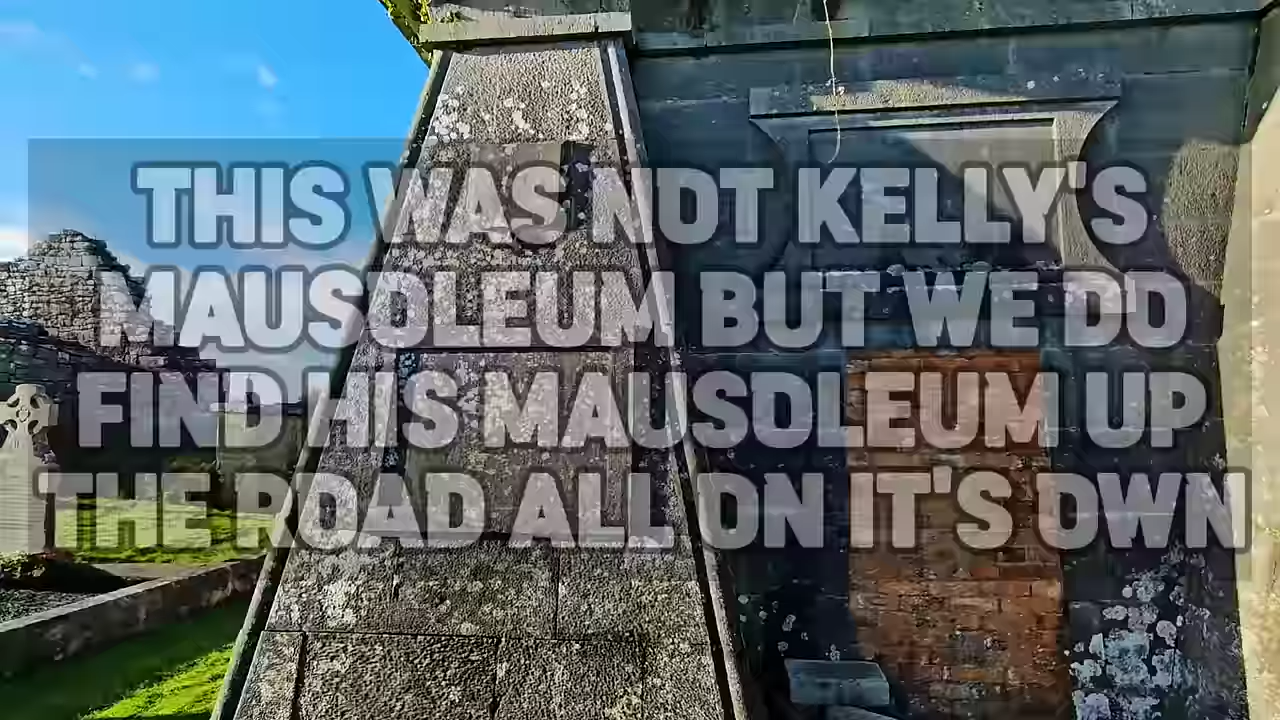 THIS WAS NOT KELLY'S
MAUSOLEUM BUT WE DO
FIND HIS MAUSOLEUM UP
THE ROAD ALL ON IT'S OWN